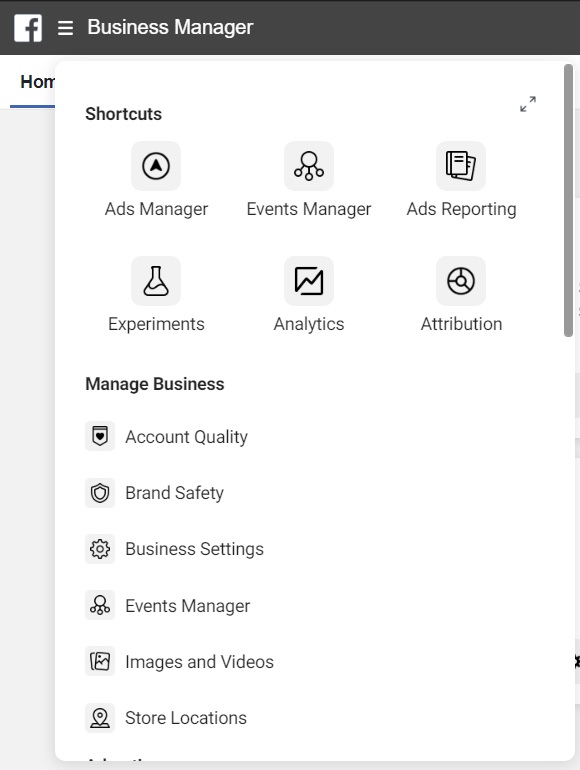 Business Manager
Shortcuts
Ads Manager Events Manager Ads Reporting
Experiments Analytics Attribution
Manage Business
Account Quality
Brand Safety
Business Settings
Events Manager
Images and Videos
Store Locations